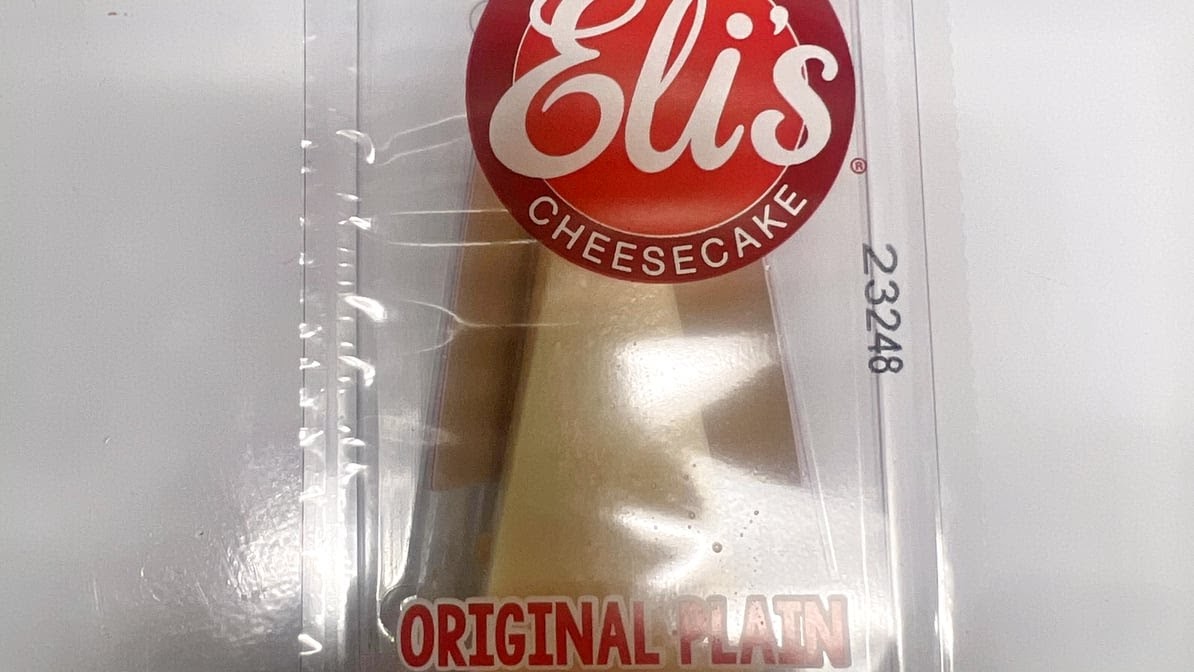 Eli's
CHEESECAKE
®
23248
ORIGINAL PLAIN